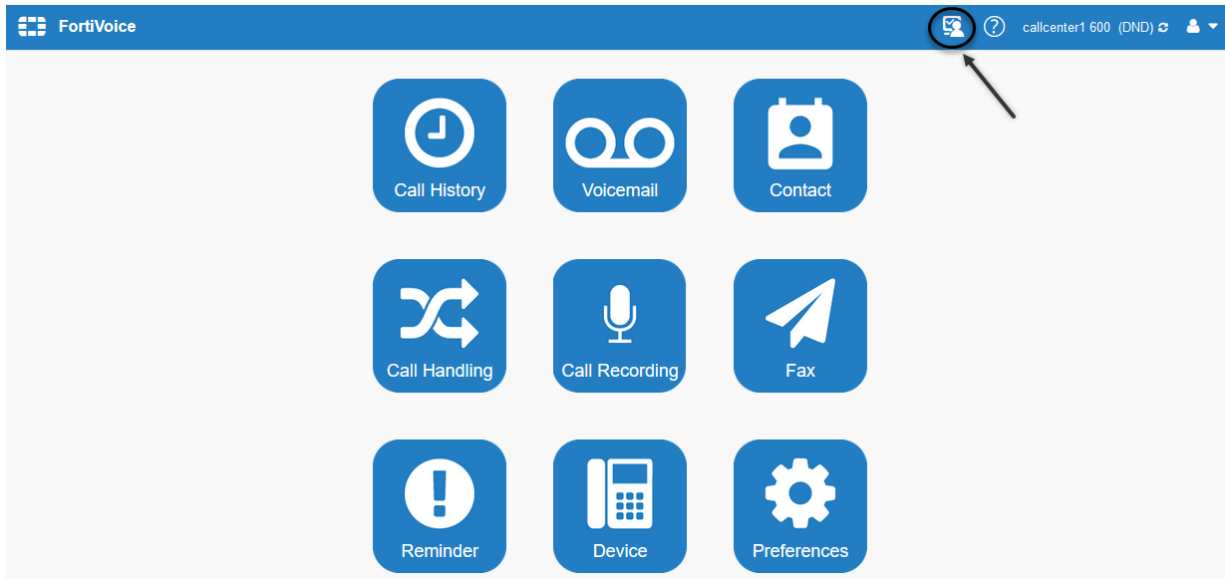 FortiVoice
callcenter1 600 (DND)
Call History
Voicemail
Contact
Call Handling
Call Recording
Fax
Reminder
Device
Preferences